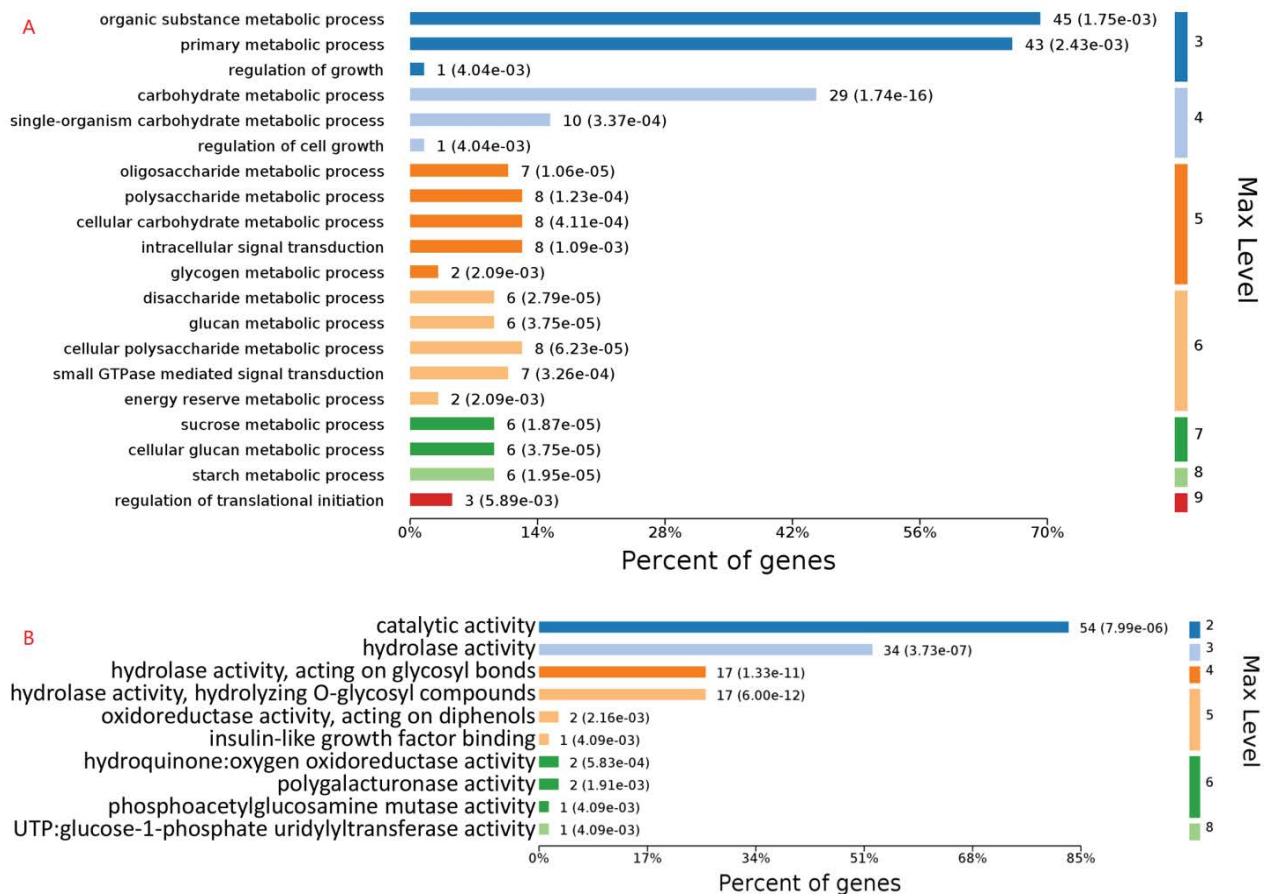 A
organic substance metabolic process 45 (1.75e-03)
primary metabolic process 43 (2.43e-03)
regulation of growth 1 (4.04e-03)
3
carbohydrate metabolic process 29 (1.74e-16)
single-organism carbohydrate metabolic process 10 (3.37e-04)
regulation of cell growth 1 (4.04e-03)
4
oligosaccharide metabolic process 7 (1.06e-05)
polysaccharide metabolic process 8 (1.23e-04)
cellular carbohydrate metabolic process 8 (4.11e-04)
intracellular signal transduction 8 (1.09e-03)
glycogen metabolic process 2 (2.09e-03)
5
disaccharide metabolic process 6 (2.79e-05)
glucan metabolic process 6 (3.75e-05)
cellular polysaccharide metabolic process 8 (6.23e-05)
small GTPase mediated signal transduction 7 (3.26e-04)
energy reserve metabolic process 2 (2.09e-03)
6
sucrose metabolic process 6 (1.87e-05)
cellular glucan metabolic process 6 (3.75e-05)
7
starch metabolic process 6 (1.95e-05)
8
regulation of translational initiation 3 (5.89e-03)
9
Max Level
0% 14% 28% 42% 56% 70%
Percent of genes
B
catalytic activity 54 (7.99e-06)
2
hydrolase activity 34 (3.73e-07)
3
hydrolase activity, acting on glycosyl bonds 17 (1.33e-11)
4
hydrolase activity, hydrolyzing O-glycosyl compounds 17 (6.00e-12)
oxidoreductase activity, acting on diphenols 2 (2.16e-03)
insulin-like growth factor binding 1 (4.09e-03)
5
hydroquinone:oxygen oxidoreductase activity 2 (5.83e-04)
polygalacturonase activity 2 (1.91e-03)
phosphoacetylglucosamine mutase activity 1 (4.09e-03)
6
UTP:glucose-1-phosphate uridylyltransferase activity 1 (4.09e-03)
8
Max Level
0% 17% 34% 51% 68% 85%
Percent of genes